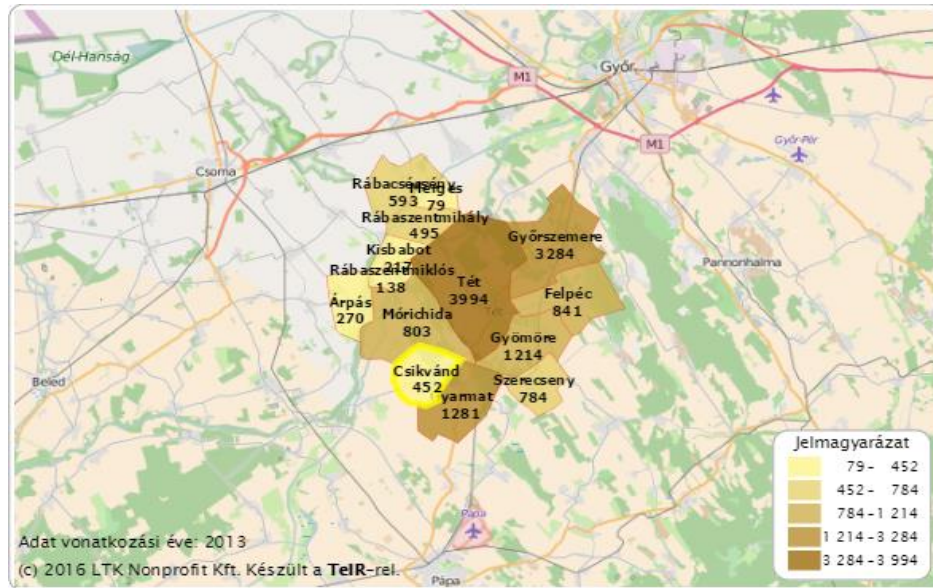 Dél-Hanság
Győr
M1
M1
Győr-Pér
Csorna
Rábacsécsény
593
Mérges
79
Rábaszentmihály
495
Kisbabot
217
Rábaszentmiklós
138
Árpás
270
Mórichida
803
Tét
3994
Győrszemere
3284
Felpéc
841
Gyömöre
1214
Szerecseny
784
Csikvánd
452
yarmat
1281
Pannonhalma
Beled
Pápa
Pápa
Jelmagyarázat
79 - 452
452 - 784
784 - 1 214
1 214 - 3 284
3 284 - 3 994
Adat vonatkozási éve: 2013
(c) 2016 LTK Nonprofit Kft. Készült a TeIR-rel.